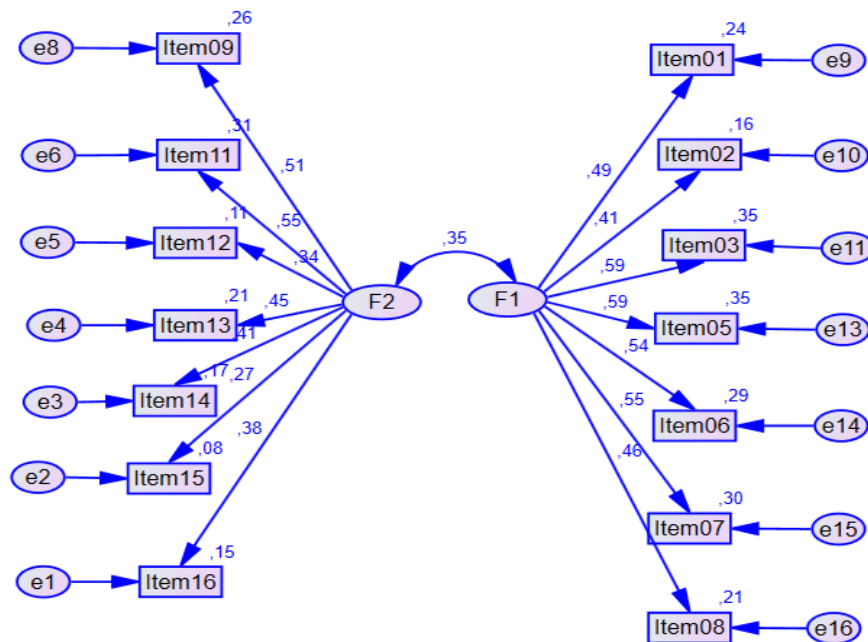 ,26
e8 Item09
,24
Item01 e9
,31
e6 Item11
,16
Item02 e10
,51
,49
,55
,41
,11
e5 Item12
,34
,35
,35
Item03 e11
,59
F2
F1
,21
e4 Item13
,45
,41
,59
,35
Item05 e13
,54
,17
,27
e3 Item14
,38
,55
,29
Item06 e14
,46
,08
e2 Item15
,30
Item07 e15
,15
e1 Item16
,21
Item08 e16